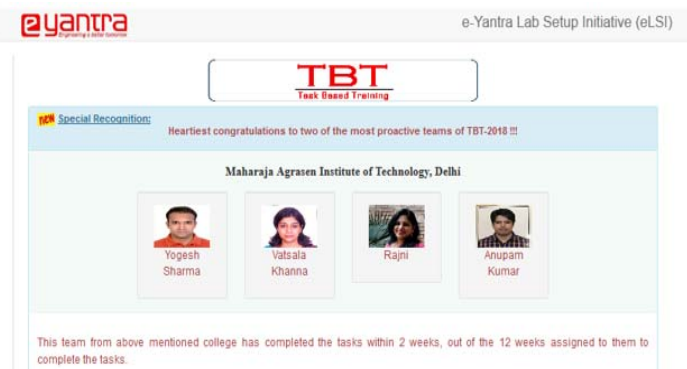 eyantra
Engineering a better tomorrow
e-Yantra Lab Setup Initiative (eLSI)
TBT
Task Based Training
new Special Recognition:
Heartiest congratulations to two of the most proactive teams of TBT-2018 !!!
Maharaja Agrasen Institute of Technology, Delhi
Yogesh
Sharma
Vatsala
Khanna
Rajni
Anupam
Kumar
This team from above mentioned college has completed the tasks within 2 weeks, out of the 12 weeks assigned to them to
complete the tasks.